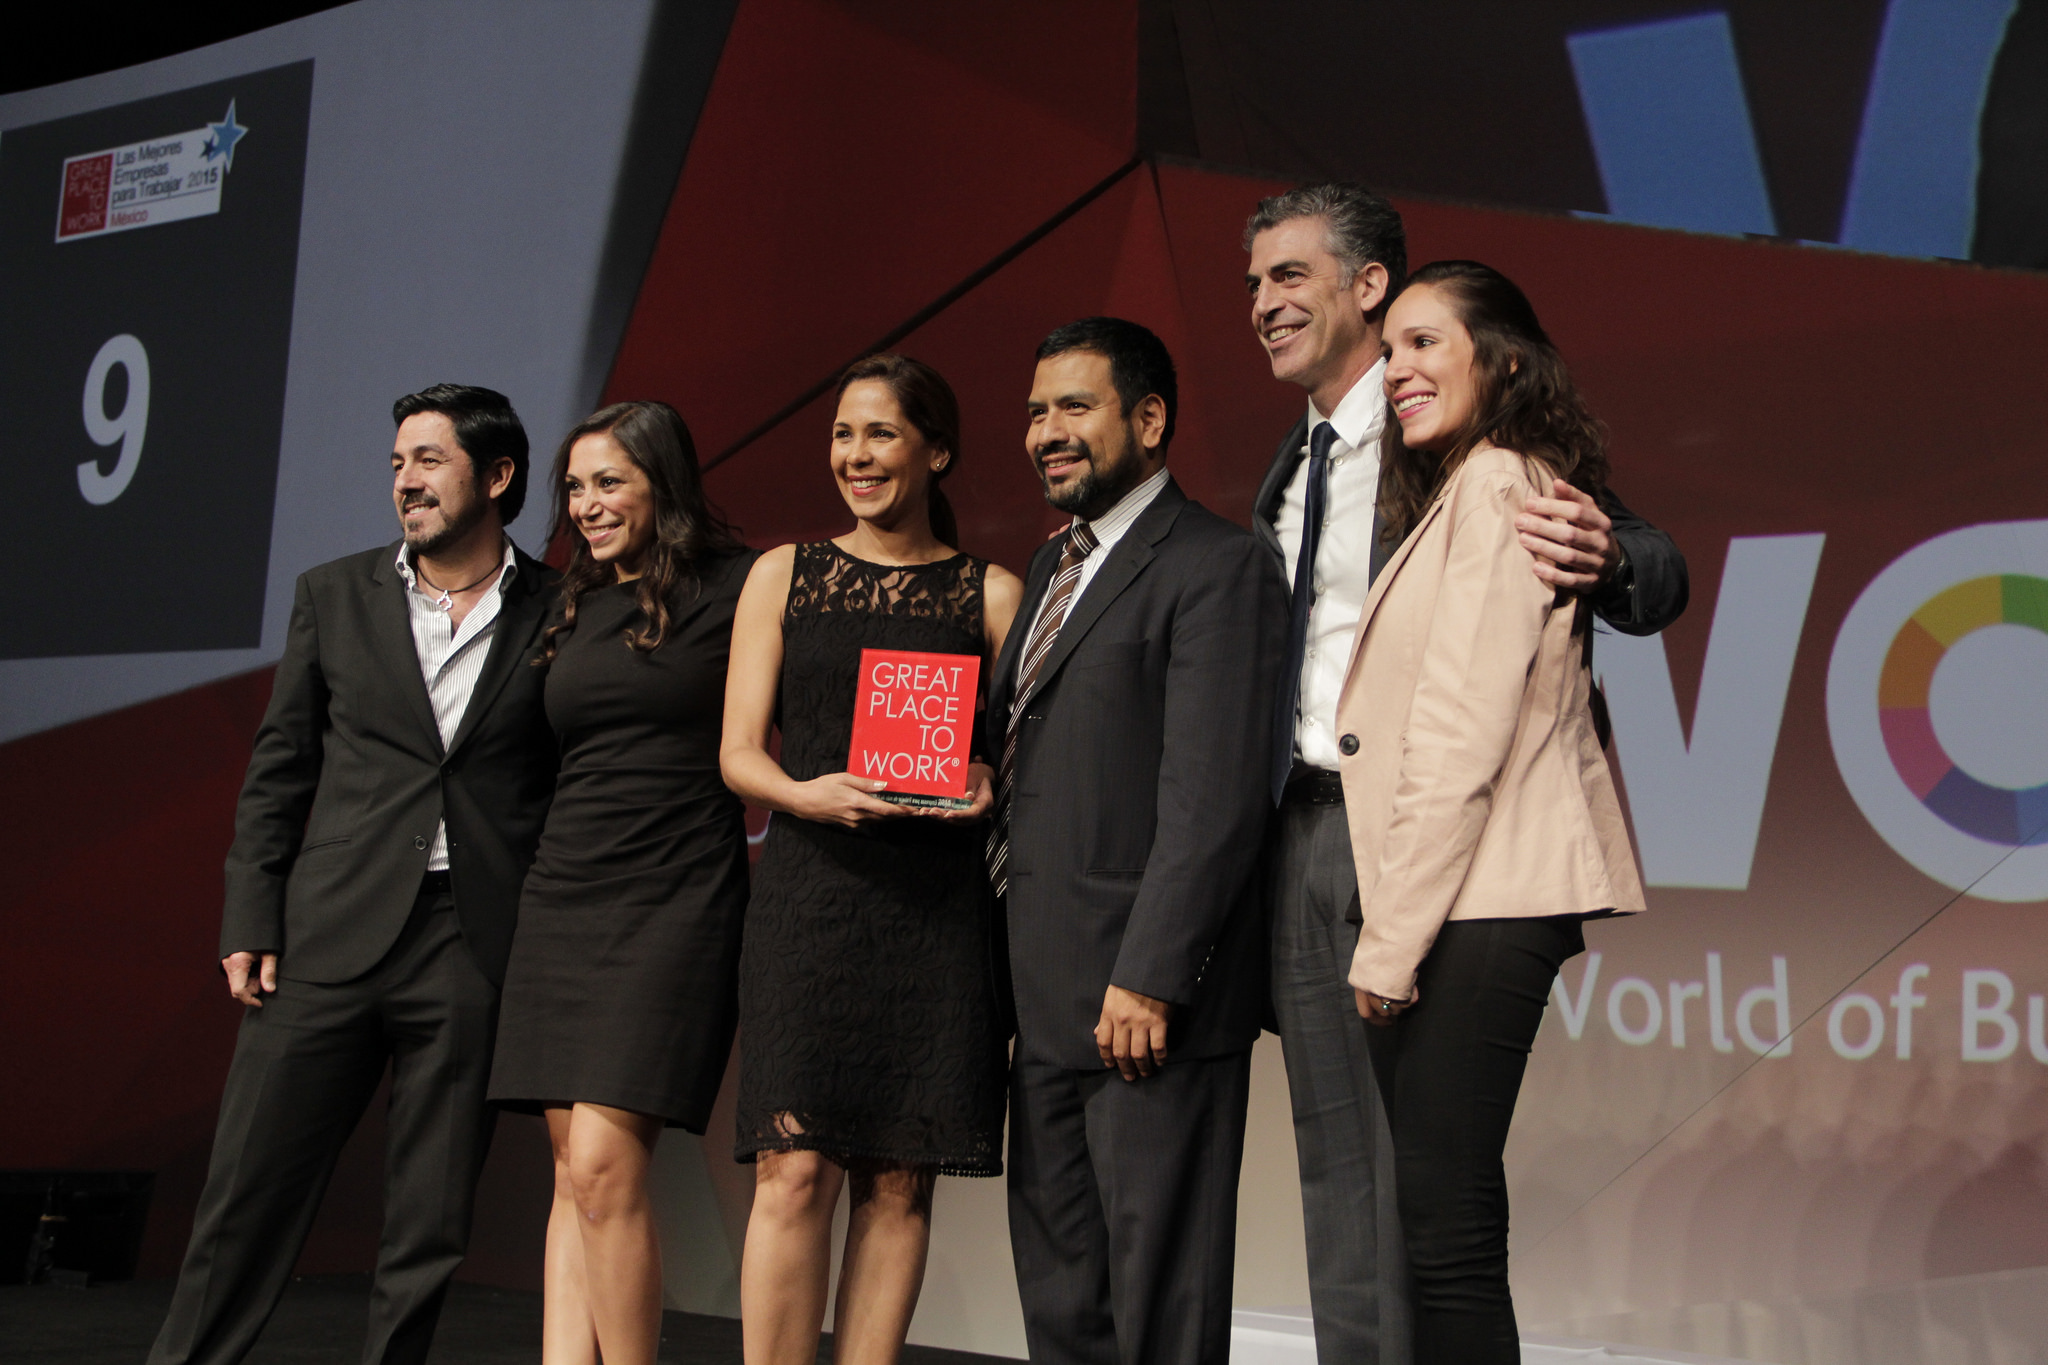 GREAT
PLACE
TO
WORK®
Las Mejores
Empresas
para Trabajar 2015
México
9
GREAT
PLACE
TO
WORK®
WO
World of Bu